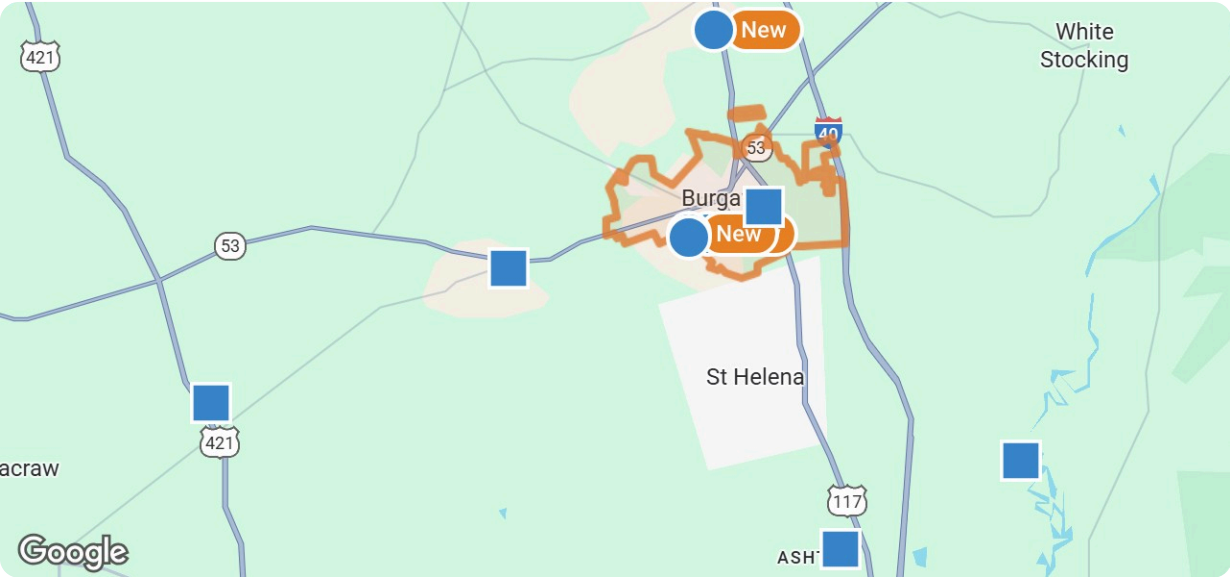 421
New
White
Stocking
40
53
Burga
New
53
St Helena
421
acraw
117
ASHT
Google